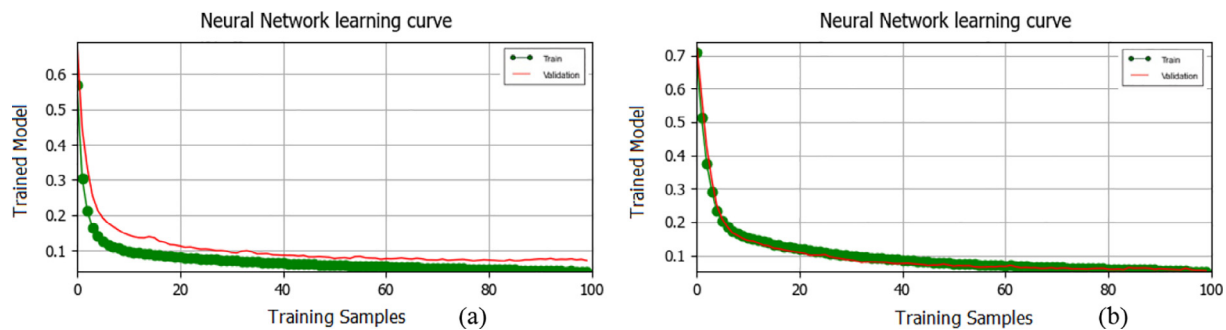 Neural Network learning curve
Trained Model
0.6
0.5
0.4
0.3
0.2
0.1
Train
Validation
0
20
40
60
80
100
Training Samples
(a)
Neural Network learning curve
Trained Model
0.7
0.6
0.5
0.4
0.3
0.2
0.1
Train
Validation
0
20
40
60
80
100
Training Samples
(b)